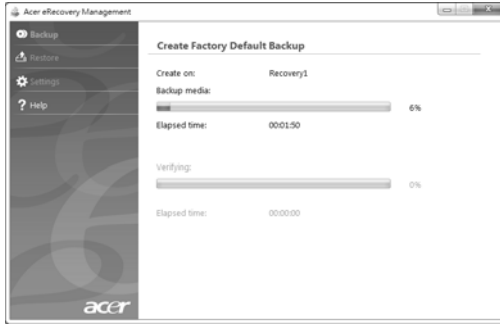 Acer eRecovery Management
Backup
Restore
Settings
? Help
Create Factory Default Backup
Create on: Recovery1
Backup media:
6%
Elapsed time: 00:01:50
Verifying:
0%
Elapsed time: 00:00:00
acer